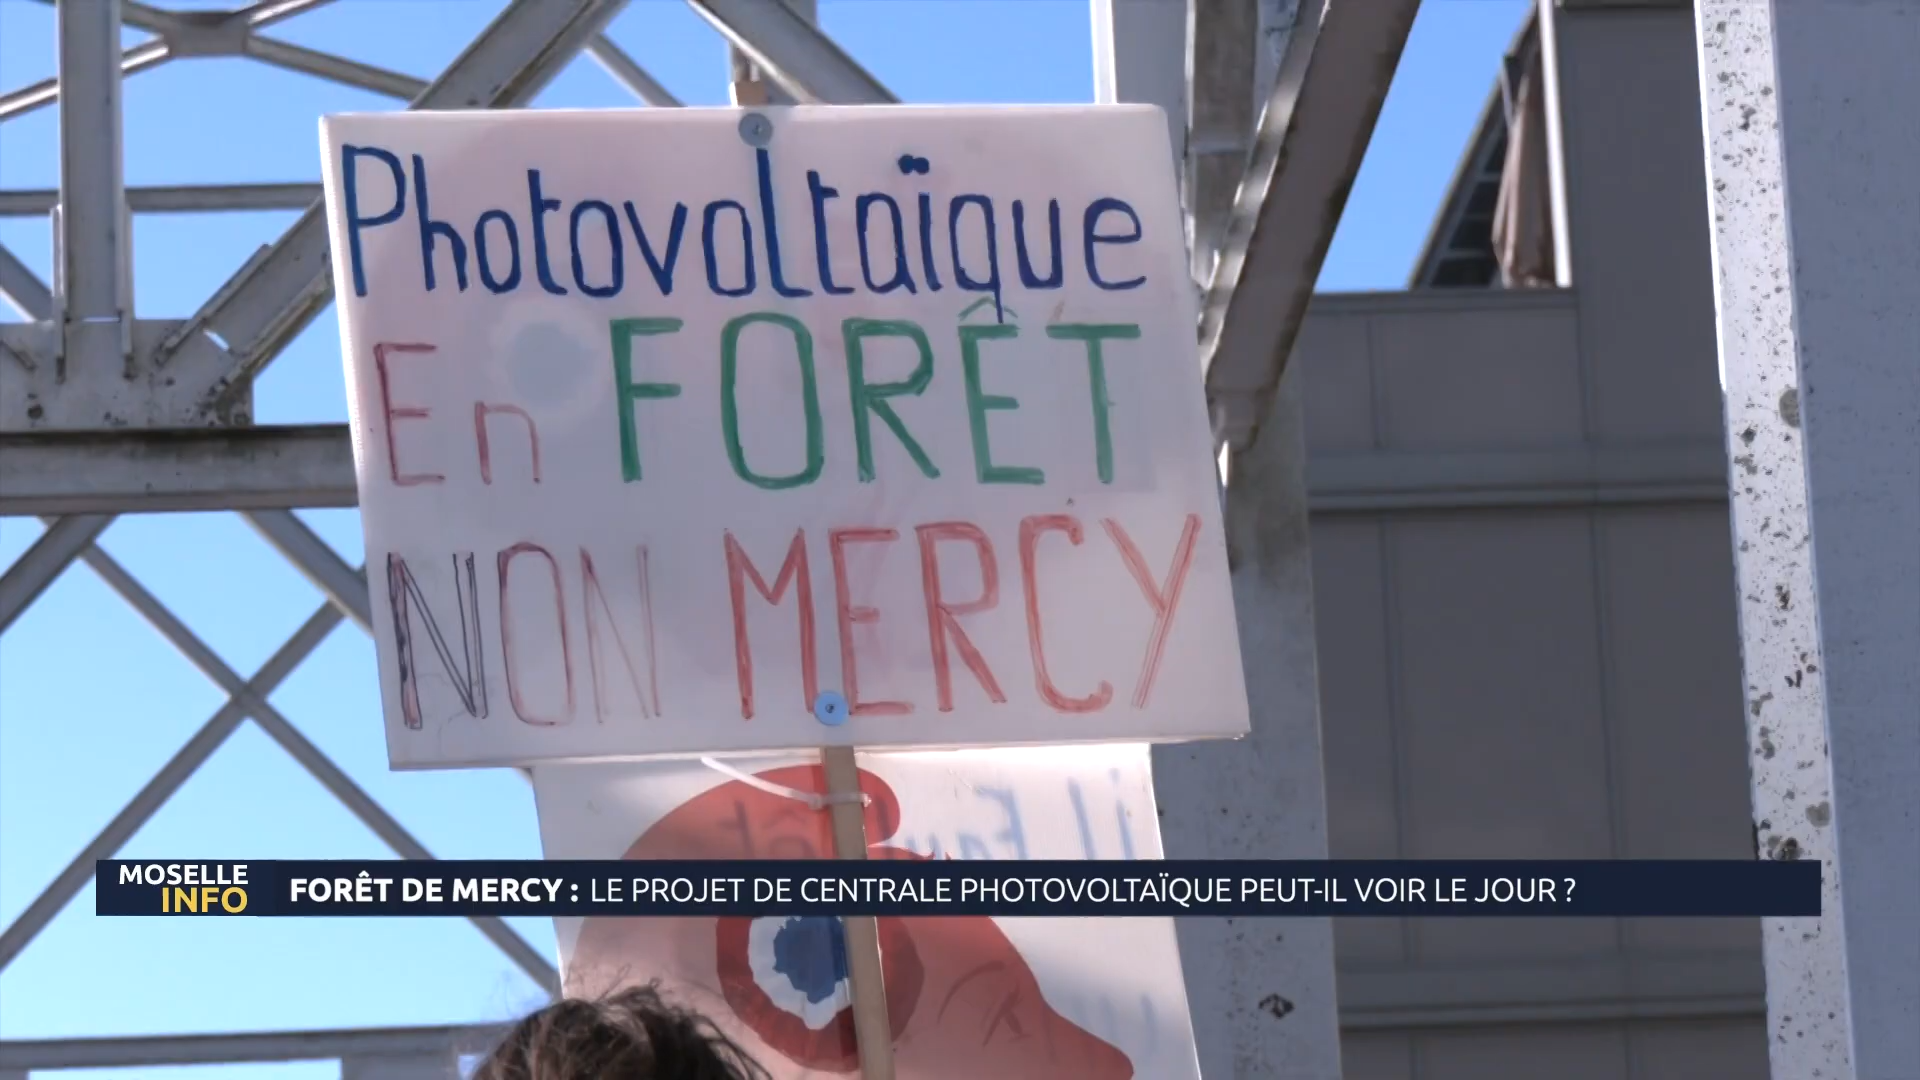 Photovoltaïque
En FORÊT
NON MERCY
MOSELLE
INFO
FORÊT DE MERCY : LE PROJET DE CENTRALE PHOTOVOLTAÏQUE PEUT-IL VOIR LE JOUR ?